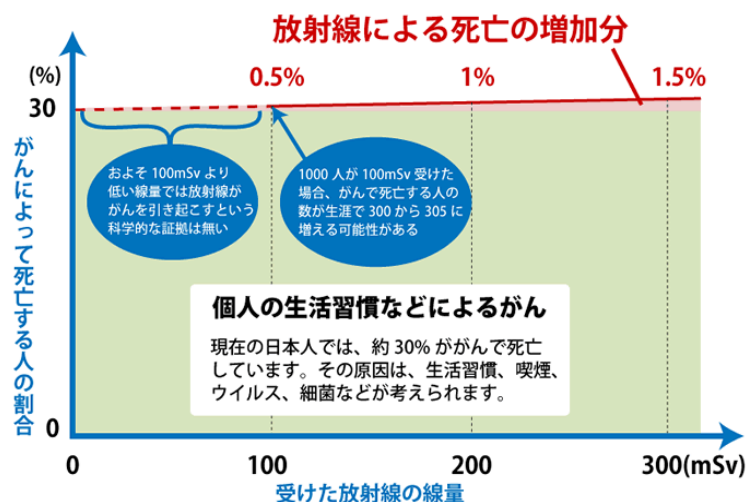 放射線による死亡の増加分
(%)
0.5%
1%
1.5%
30
がんによって死亡する人の割合
およそ 100mSv より
低い線量では放射線が
がんを引き起こすという
科学的な証拠は無い
1000 人が 100mSv 受けた
場合、がんで死亡する人の
数が生涯で 300 から 305 に
増える可能性がある
個人の生活習慣などによるがん
現在の日本人では、約 30% ががんで死亡
しています。その原因は、生活習慣、喫煙、
ウイルス、細菌などが考えられます。
0
0
100
200
300(mSv)
受けた放射線の線量